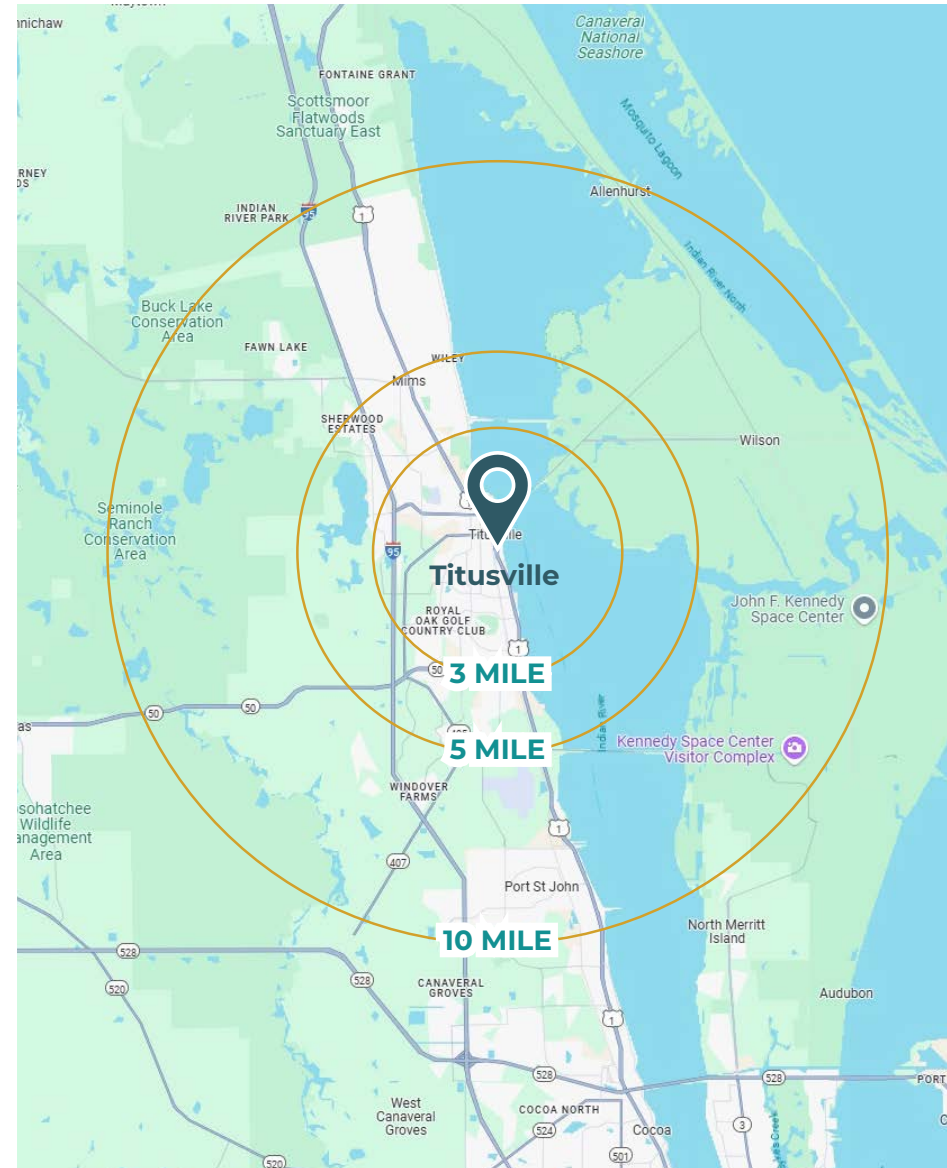 Canaveral
National
Seashore
FONTAINE GRANT
Scottsmoor
Flatwoods
Sanctuary East
Mosquito Lagoon
Allenhurst
INDIAN
RIVER PARK
95
1
Indian River North
Buck Lake
Conservation
Area
FAWN LAKE
WILEY
Mims
SHERWOOD
ESTATES
Wilson
1
Seminole
Ranch
Conservation
Area
95
Titusville
John F. Kennedy
Space Center
ROYAL
OAK GOLF
COUNTRY CLUB
1
50
3 MILE
50
50
as
Indian River
405
5 MILE
Kennedy Space Center
Visitor Complex
WINDOVER
FARMS
sohatchee
Wildlife
anagement
Area
1
407
Port St John
North Merritt
Island
10 MILE
528
528
CANAVERAL
GROVES
520
Audubon
1
528
528
PORT
West
Canaveral
Groves
COCOA NORTH
524
Cocoa
3
501
520